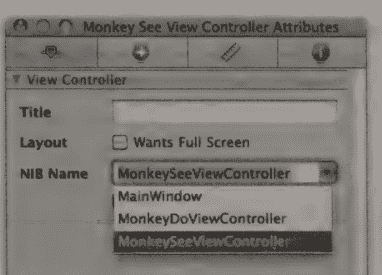 Monkey See View Controller Attributes
View Controller
Title
Layout Wants Full Screen
NIB Name MonkeySeeViewController
MainWindow
MonkeyDoViewController
MonkeySeeViewController